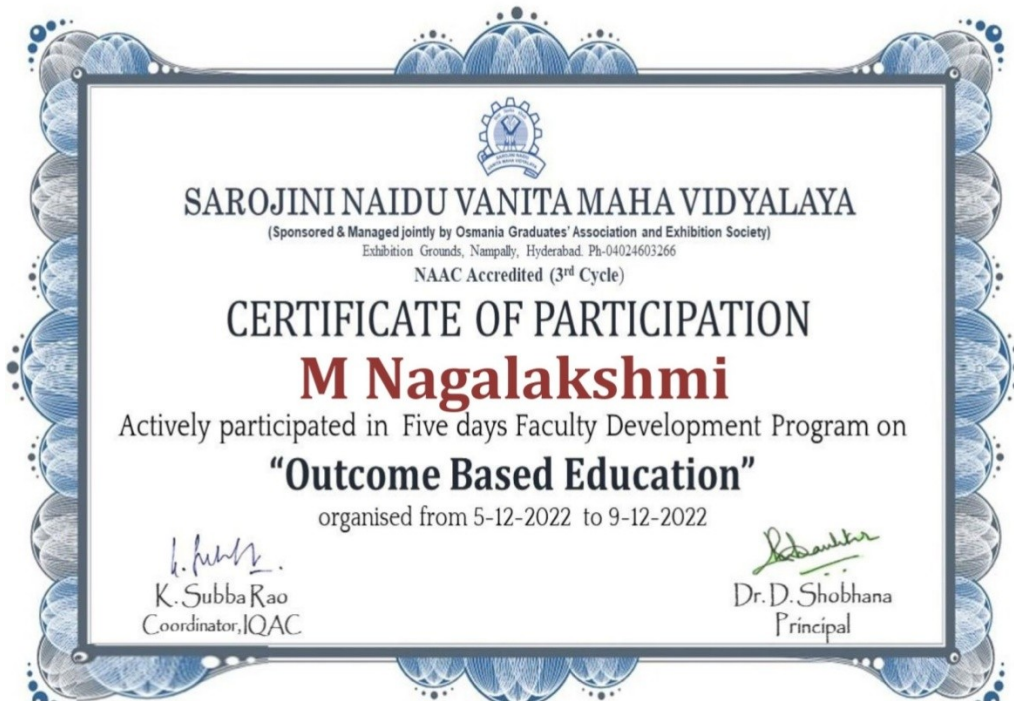 SAROJINI NAIDU VANITA MAHA VIDYALAYA
(Sponsored & Managed jointly by Osmania Graduates' Association and Exhibition Society)
Exhibition Grounds, Nampally, Hyderabad. Ph-04024603266
NAAC Accredited (3rd Cycle)
CERTIFICATE OF PARTICIPATION
M Nagalakshmi
Actively participated in Five days Faculty Development Program on
“Outcome Based Education”
organised from 5-12-2022 to 9-12-2022
K. Subba Rao
Coordinator,IQAC
Dr. D. Shobhana
Principal